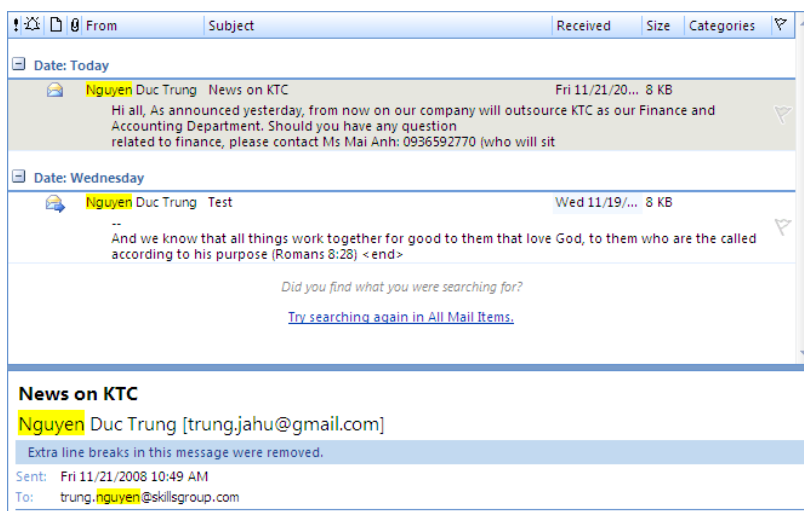 From Subject Received Size Categories
Date: Today
Nguyen Duc Trung News on KTC Fri 11/21/20... 8 KB
Hi all, As announced yesterday, from now on our company will outsource KTC as our Finance and
Accounting Department. Should you have any question
related to finance, please contact Ms Mai Anh: 0936592770 (who will sit
Date: Wednesday
Nguyen Duc Trung Test Wed 11/19/... 8 KB
--
And we know that all things work together for good to them that love God, to them who are the called
according to his purpose (Romans 8:28) <end>
Did you find what you were searching for?
Try searching again in All Mail Items.
News on KTC
Nguyen Duc Trung [trung.jahu@gmail.com]
Extra line breaks in this message were removed.
Sent: Fri 11/21/2008 10:49 AM
To: trung.nguyen@skillsgroup.com